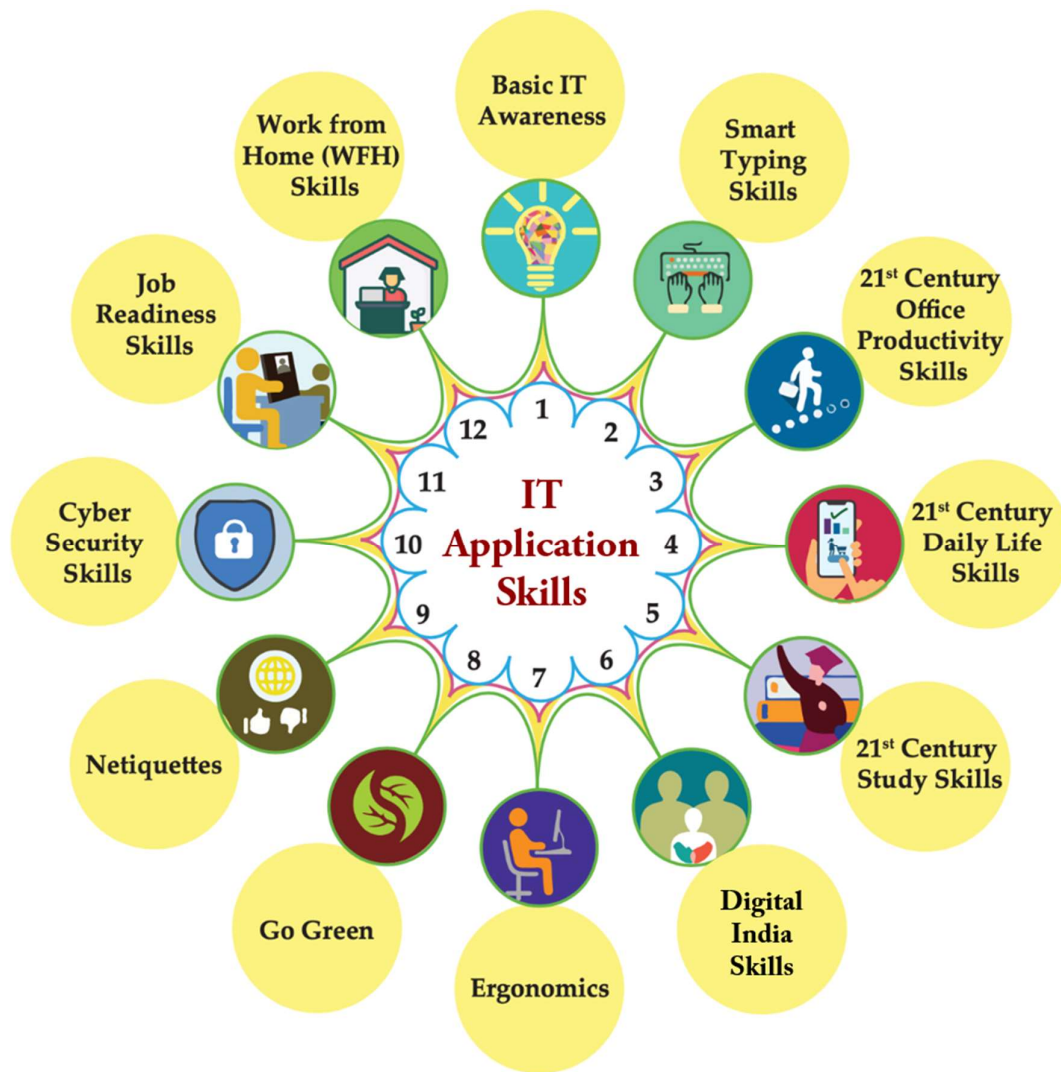 Basic IT
Awareness
Smart
Typing
Skills
21st Century
Office
Productivity
Skills
21st Century
Daily Life
Skills
21st Century
Study Skills
Digital
India
Skills
Ergonomics
Go Green
Netiquettes
Cyber
Security
Skills
Job
Readiness
Skills
Work from
Home (WFH)
Skills
1
2
3
4
5
6
7
8
9
10
11
12
IT
Application
Skills